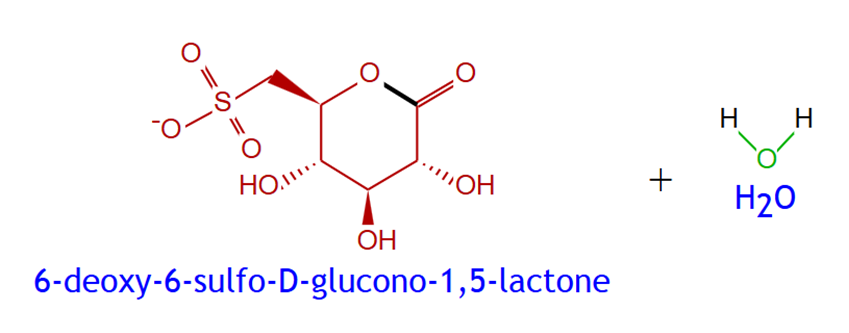 O O O
S
⁻O O H H
HO OH O
+
H2O
OH
6-deoxy-6-sulfo-D-glucono-1,5-lactone